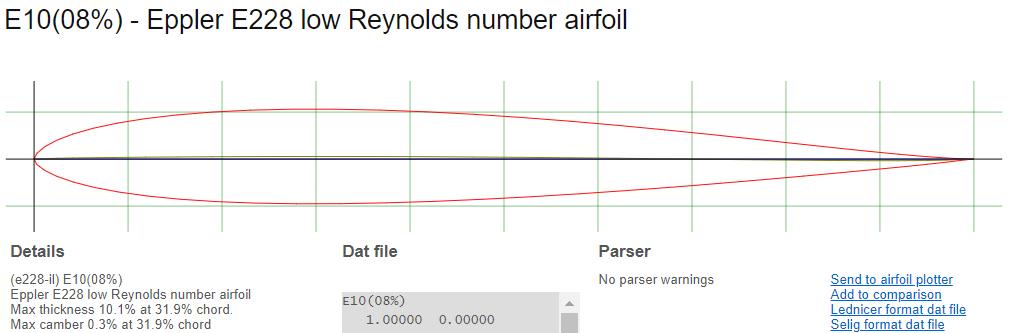 E10(08%) - Eppler E228 low Reynolds number airfoil
Details
(e228-il) E10(08%)
Eppler E228 low Reynolds number airfoil
Max thickness 10.1% at 31.9% chord.
Max camber 0.3% at 31.9% chord
Dat file
E10(08%)
1.00000 0.00000
Parser
No parser warnings
Send to airfoil plotter
Add to comparison
Lednicer format dat file
Selig format dat file